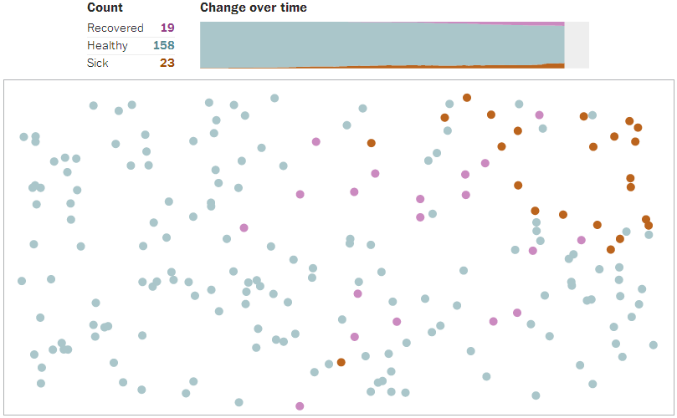 Count
Change over time
Recovered 19
Healthy 158
Sick 23